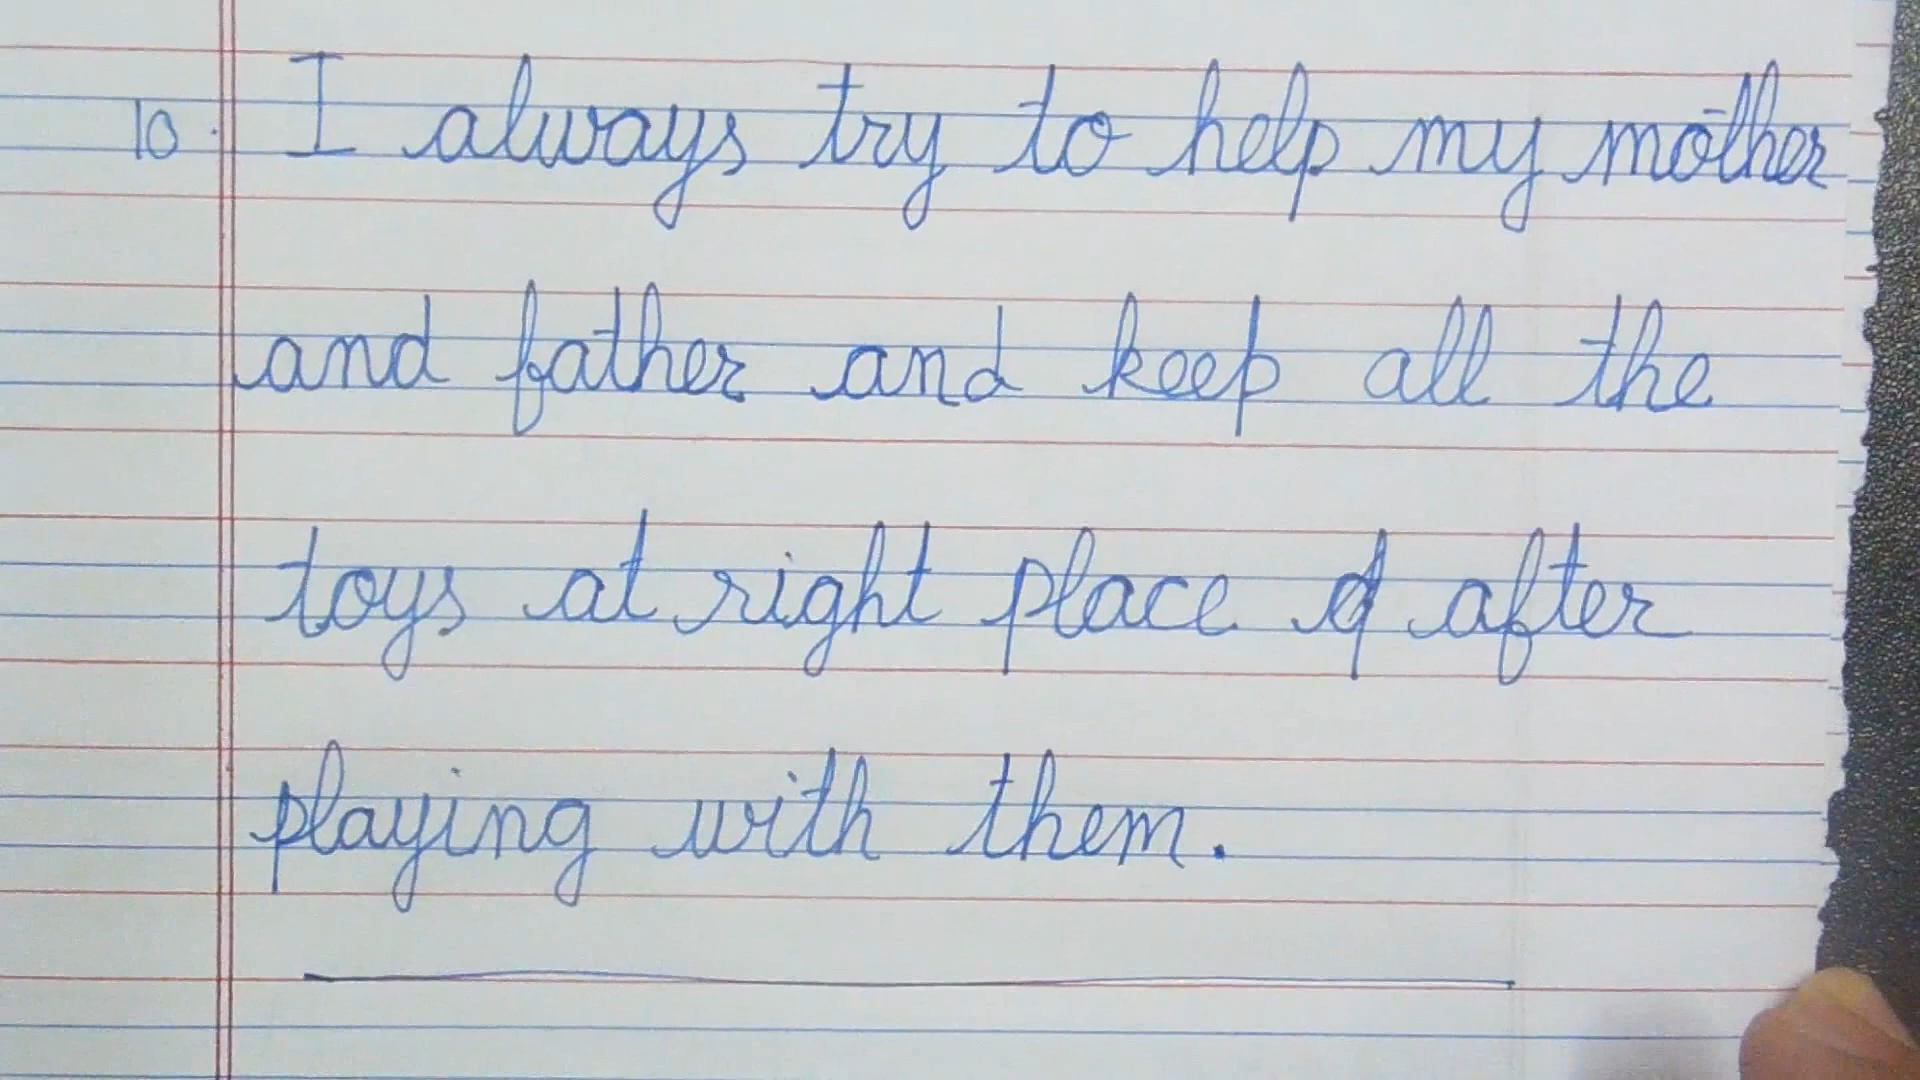 10. I always try to help my mother
and father and keep all the
toys at right place after
playing with them.